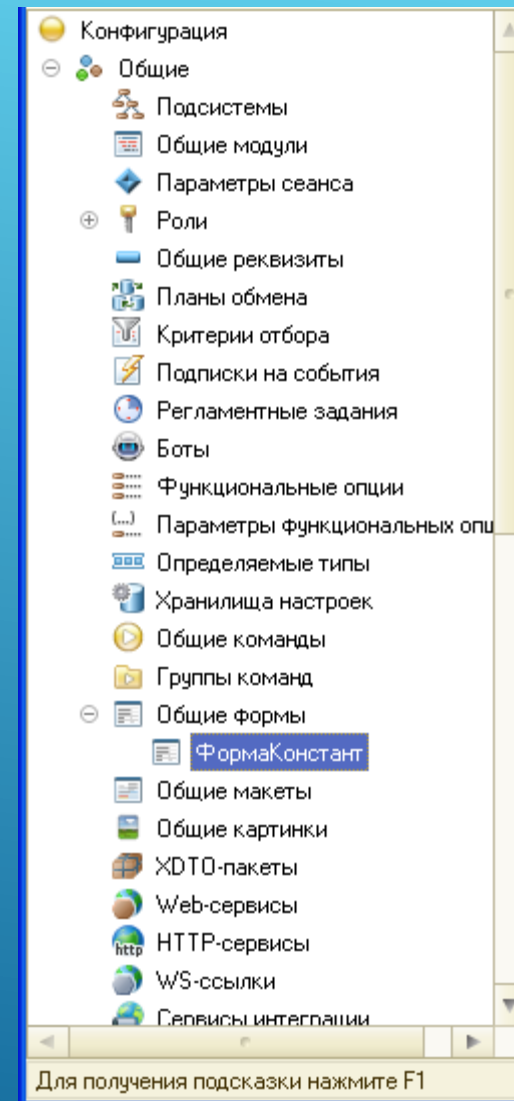 Конфигурация
Общие
Подсистемы
Общие модули
Параметры сеанса
Роли
Общие реквизиты
Планы обмена
Критерии отбора
Подписки на события
Регламентные задания
Боты
Функциональные опции
Параметры функциональных опц
Определяемые типы
Хранилища настроек
Общие команды
Группы команд
Общие формы
ФормаКонстант
Общие макеты
Общие картинки
XDTO-пакеты
Web-сервисы
http HTTP-сервисы
WS-ссылки
Сервисы интеграции
Для получения подсказки нажмите F1